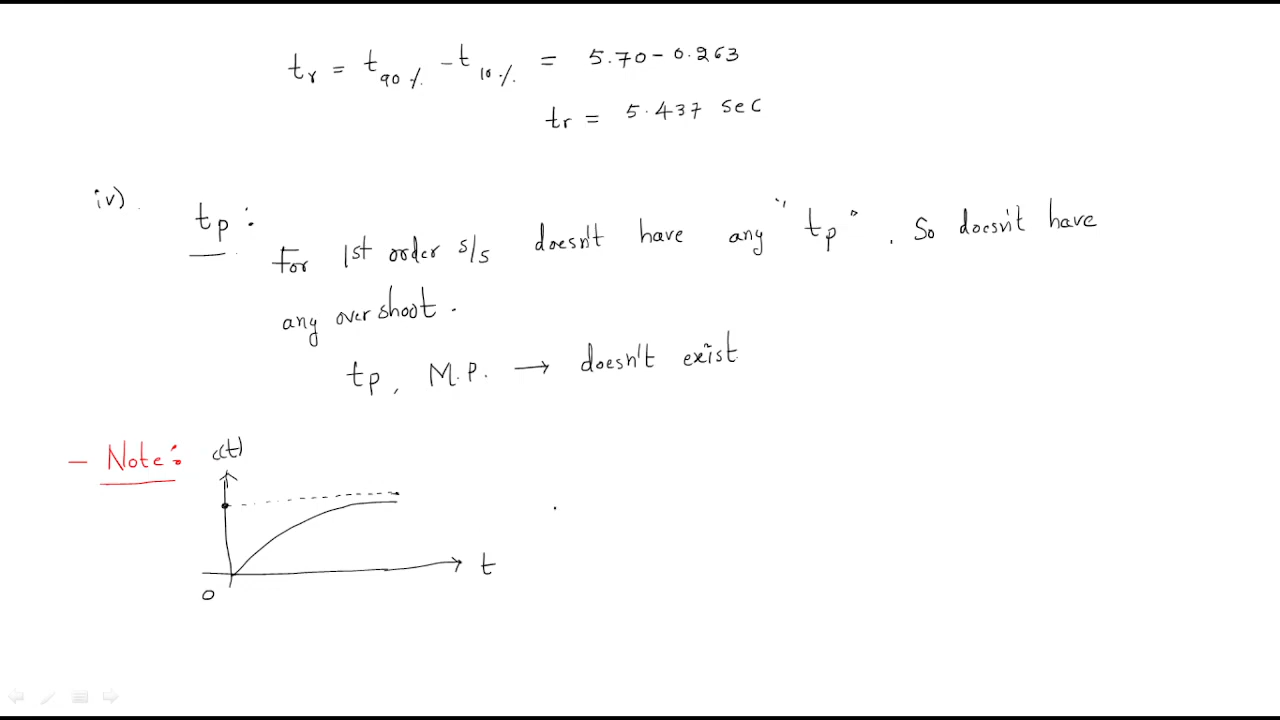 tr = t90% - t10% = 5.70 - 0.263
tr = 5.437 sec
iv).
tp :
For 1st order s/s doesn't have any "tp". So doesn't have
any overshoot.
tp, M.P. → doesn't exist
- Note: c(t)
t
0